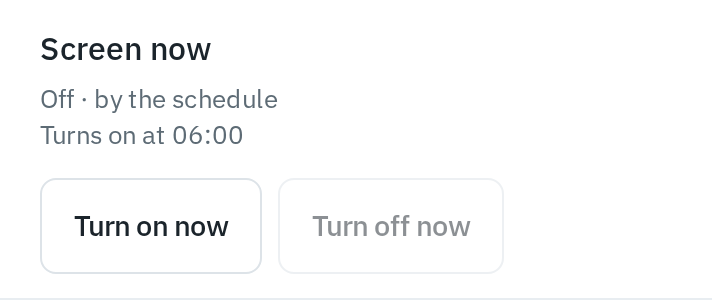 Screen now
Off · by the schedule
Turns on at 06:00
Turn on now
Turn off now